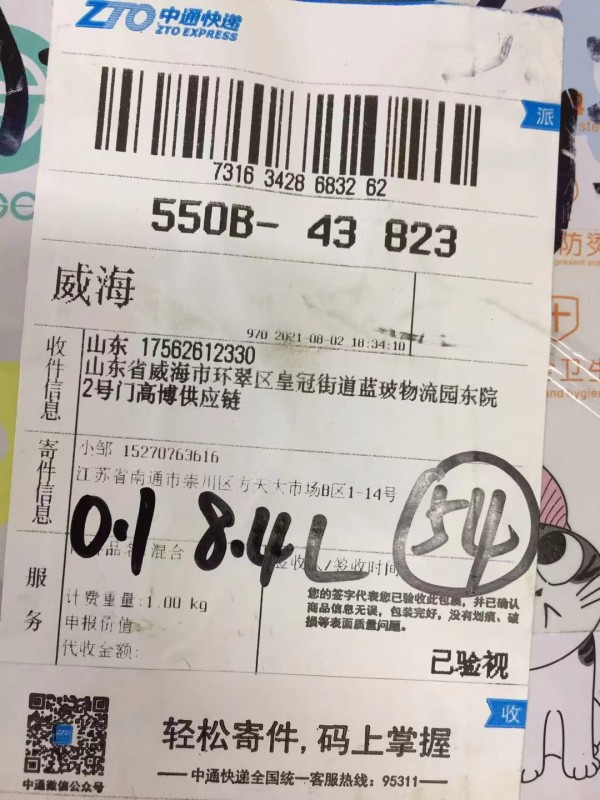 ZTO 中通快递
ZTO EXPRESS
派
7316 3428 6832 62
550B- 43 823
威海
970 2021-08-02 18:34:10
收件信息
山东 17562612330
山东省威海市环翠区皇冠街道蓝玻物流园东院
2号门高博供应链
寄件信息
小邹 15270763616
江苏省南通市崇川区方天大市场B区1-14号
0.1 8.4L
54
服务
品名:混合
签收人/签收时间
计费重量:1.00 kg
申报价值:
代收金额:
您的签字代表您已验收此包裹，并已确认
商品信息无误，包装完好，没有划痕、破
损等表面质量问题。
已验视
收
轻松寄件,码上掌握
中通微信公众号
中通快递全国统一客服热线：95311
防烫